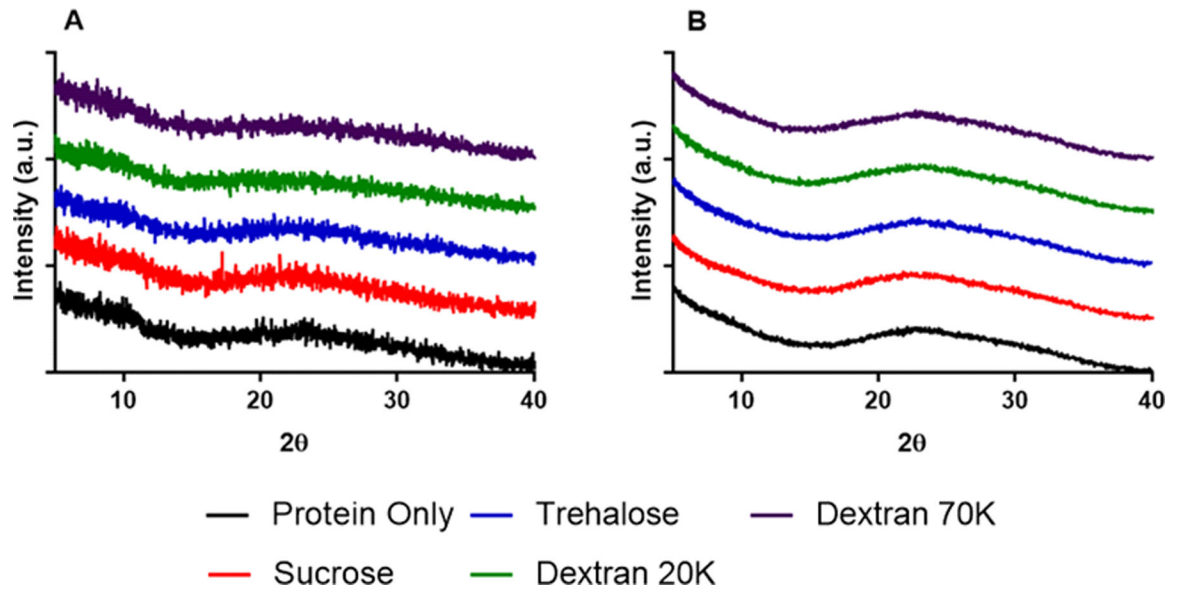 A
B
Intensity (a.u.)
Intensity (a.u.)
10 20 30 40
10 20 30 40
2θ
2θ
Protein Only Trehalose Dextran 70K
Sucrose Dextran 20K